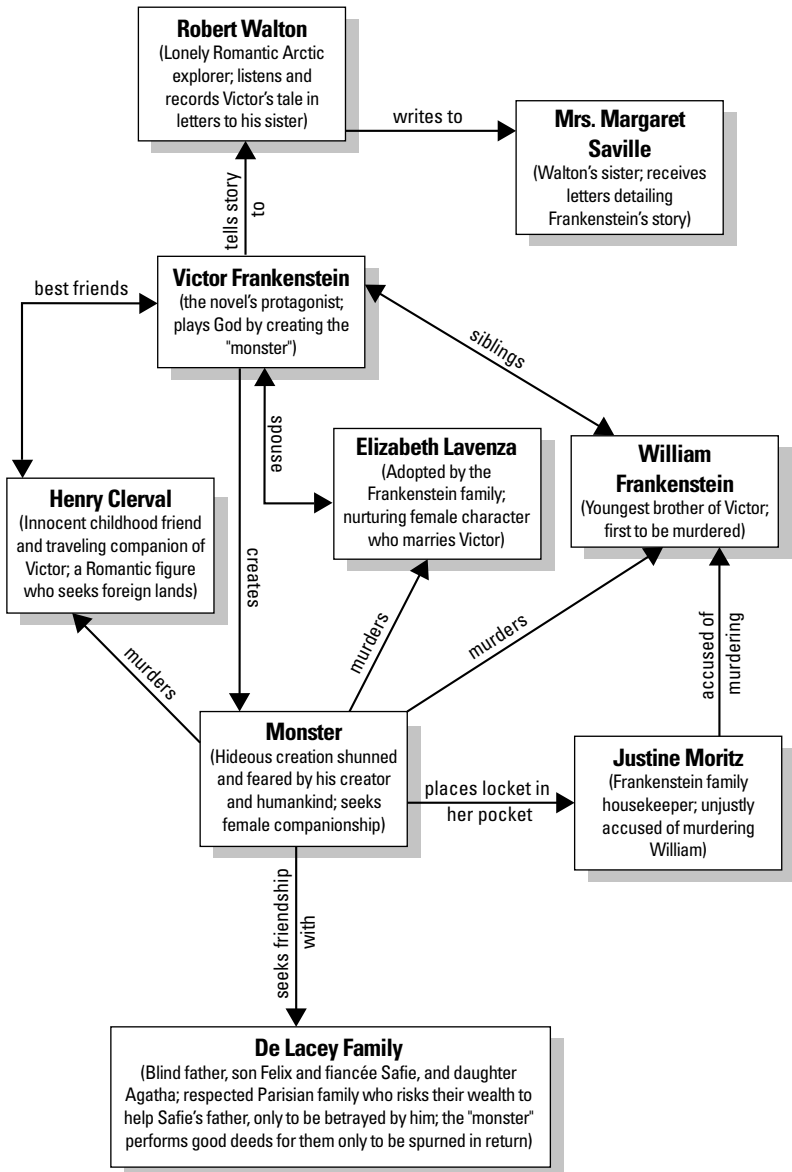 Robert Walton
(Lonely Romantic Arctic
explorer; listens and
records Victor's tale in
letters to his sister)
writes to
Mrs. Margaret
Saville
(Walton's sister; receives
letters detailing
Frankenstein's story)
tells story
to
Victor Frankenstein
(the novel's protagonist;
plays God by creating the
"monster")
best friends
siblings
spouse
Elizabeth Lavenza
(Adopted by the
Frankenstein family;
nurturing female character
who marries Victor)
William
Frankenstein
(Youngest brother of Victor;
first to be murdered)
Henry Clerval
(Innocent childhood friend
and traveling companion of
Victor; a Romantic figure
who seeks foreign lands)
creates
murders
murders
murders
accused of
murdering
Monster
(Hideous creation shunned
and feared by his creator
and humankind; seeks
female companionship)
places locket in
her pocket
Justine Moritz
(Frankenstein family
housekeeper; unjustly
accused of murdering
William)
seeks friendship
with
De Lacey Family
(Blind father, son Felix and fiancée Safie, and daughter
Agatha; respected Parisian family who risks their wealth to
help Safie's father, only to be betrayed by him; the "monster"
performs good deeds for them only to be spurned in return)